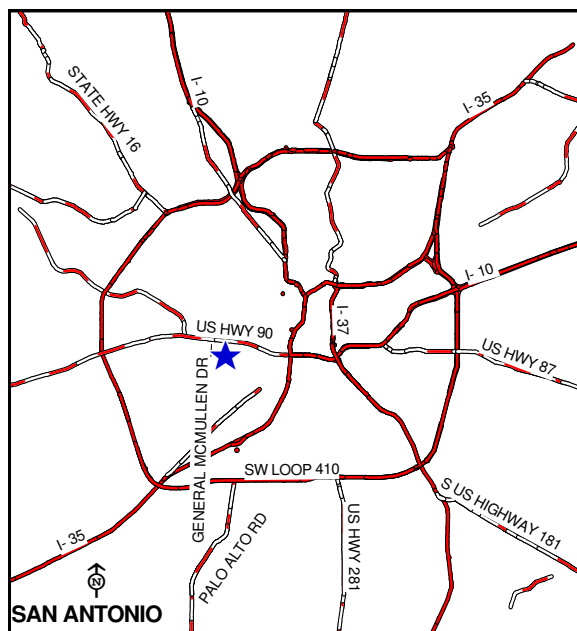 STATE HWY 16
I- 10
I- 35
I- 10
I- 37
US HWY 90
US HWY 87
GENERAL MCMULLEN DR
SW LOOP 410
S US HIGHWAY 181
I- 35
PALO ALTO RD
US HWY 281
N
SAN ANTONIO